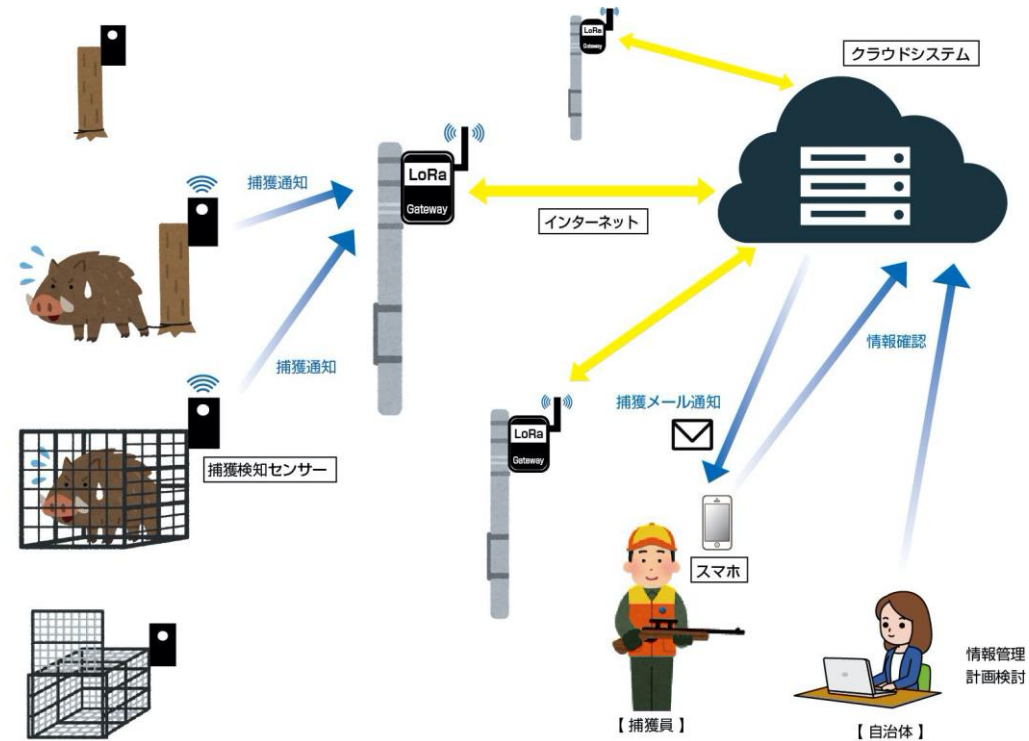 LoRa
Gateway
クラウドシステム
捕獲通知
LoRa
Gateway
インターネット
捕獲通知
情報確認
捕獲メール通知
LoRa
Gateway
捕獲検知センサー
スマホ
情報管理
計画検討
【 捕獲員 】
【 自治体 】